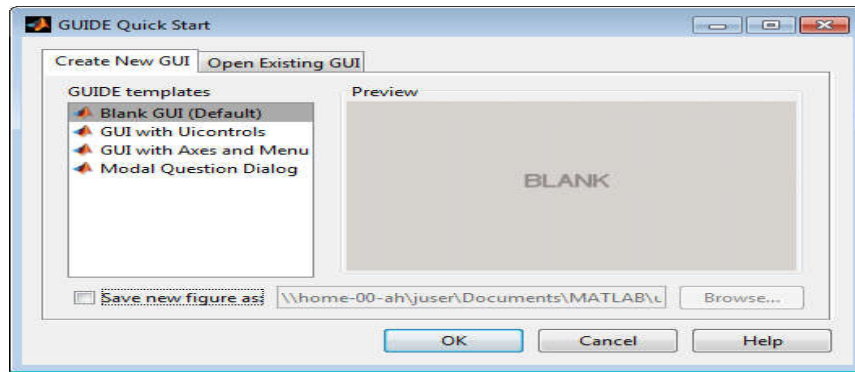 GUIDE Quick Start
Create New GUI Open Existing GUI
GUIDE templates
Blank GUI (Default)
GUI with Uicontrols
GUI with Axes and Menu
Modal Question Dialog
Preview
BLANK
Save new figure as: \\home-00-ah\juser\Documents\MATLAB\u Browse...
OK Cancel Help